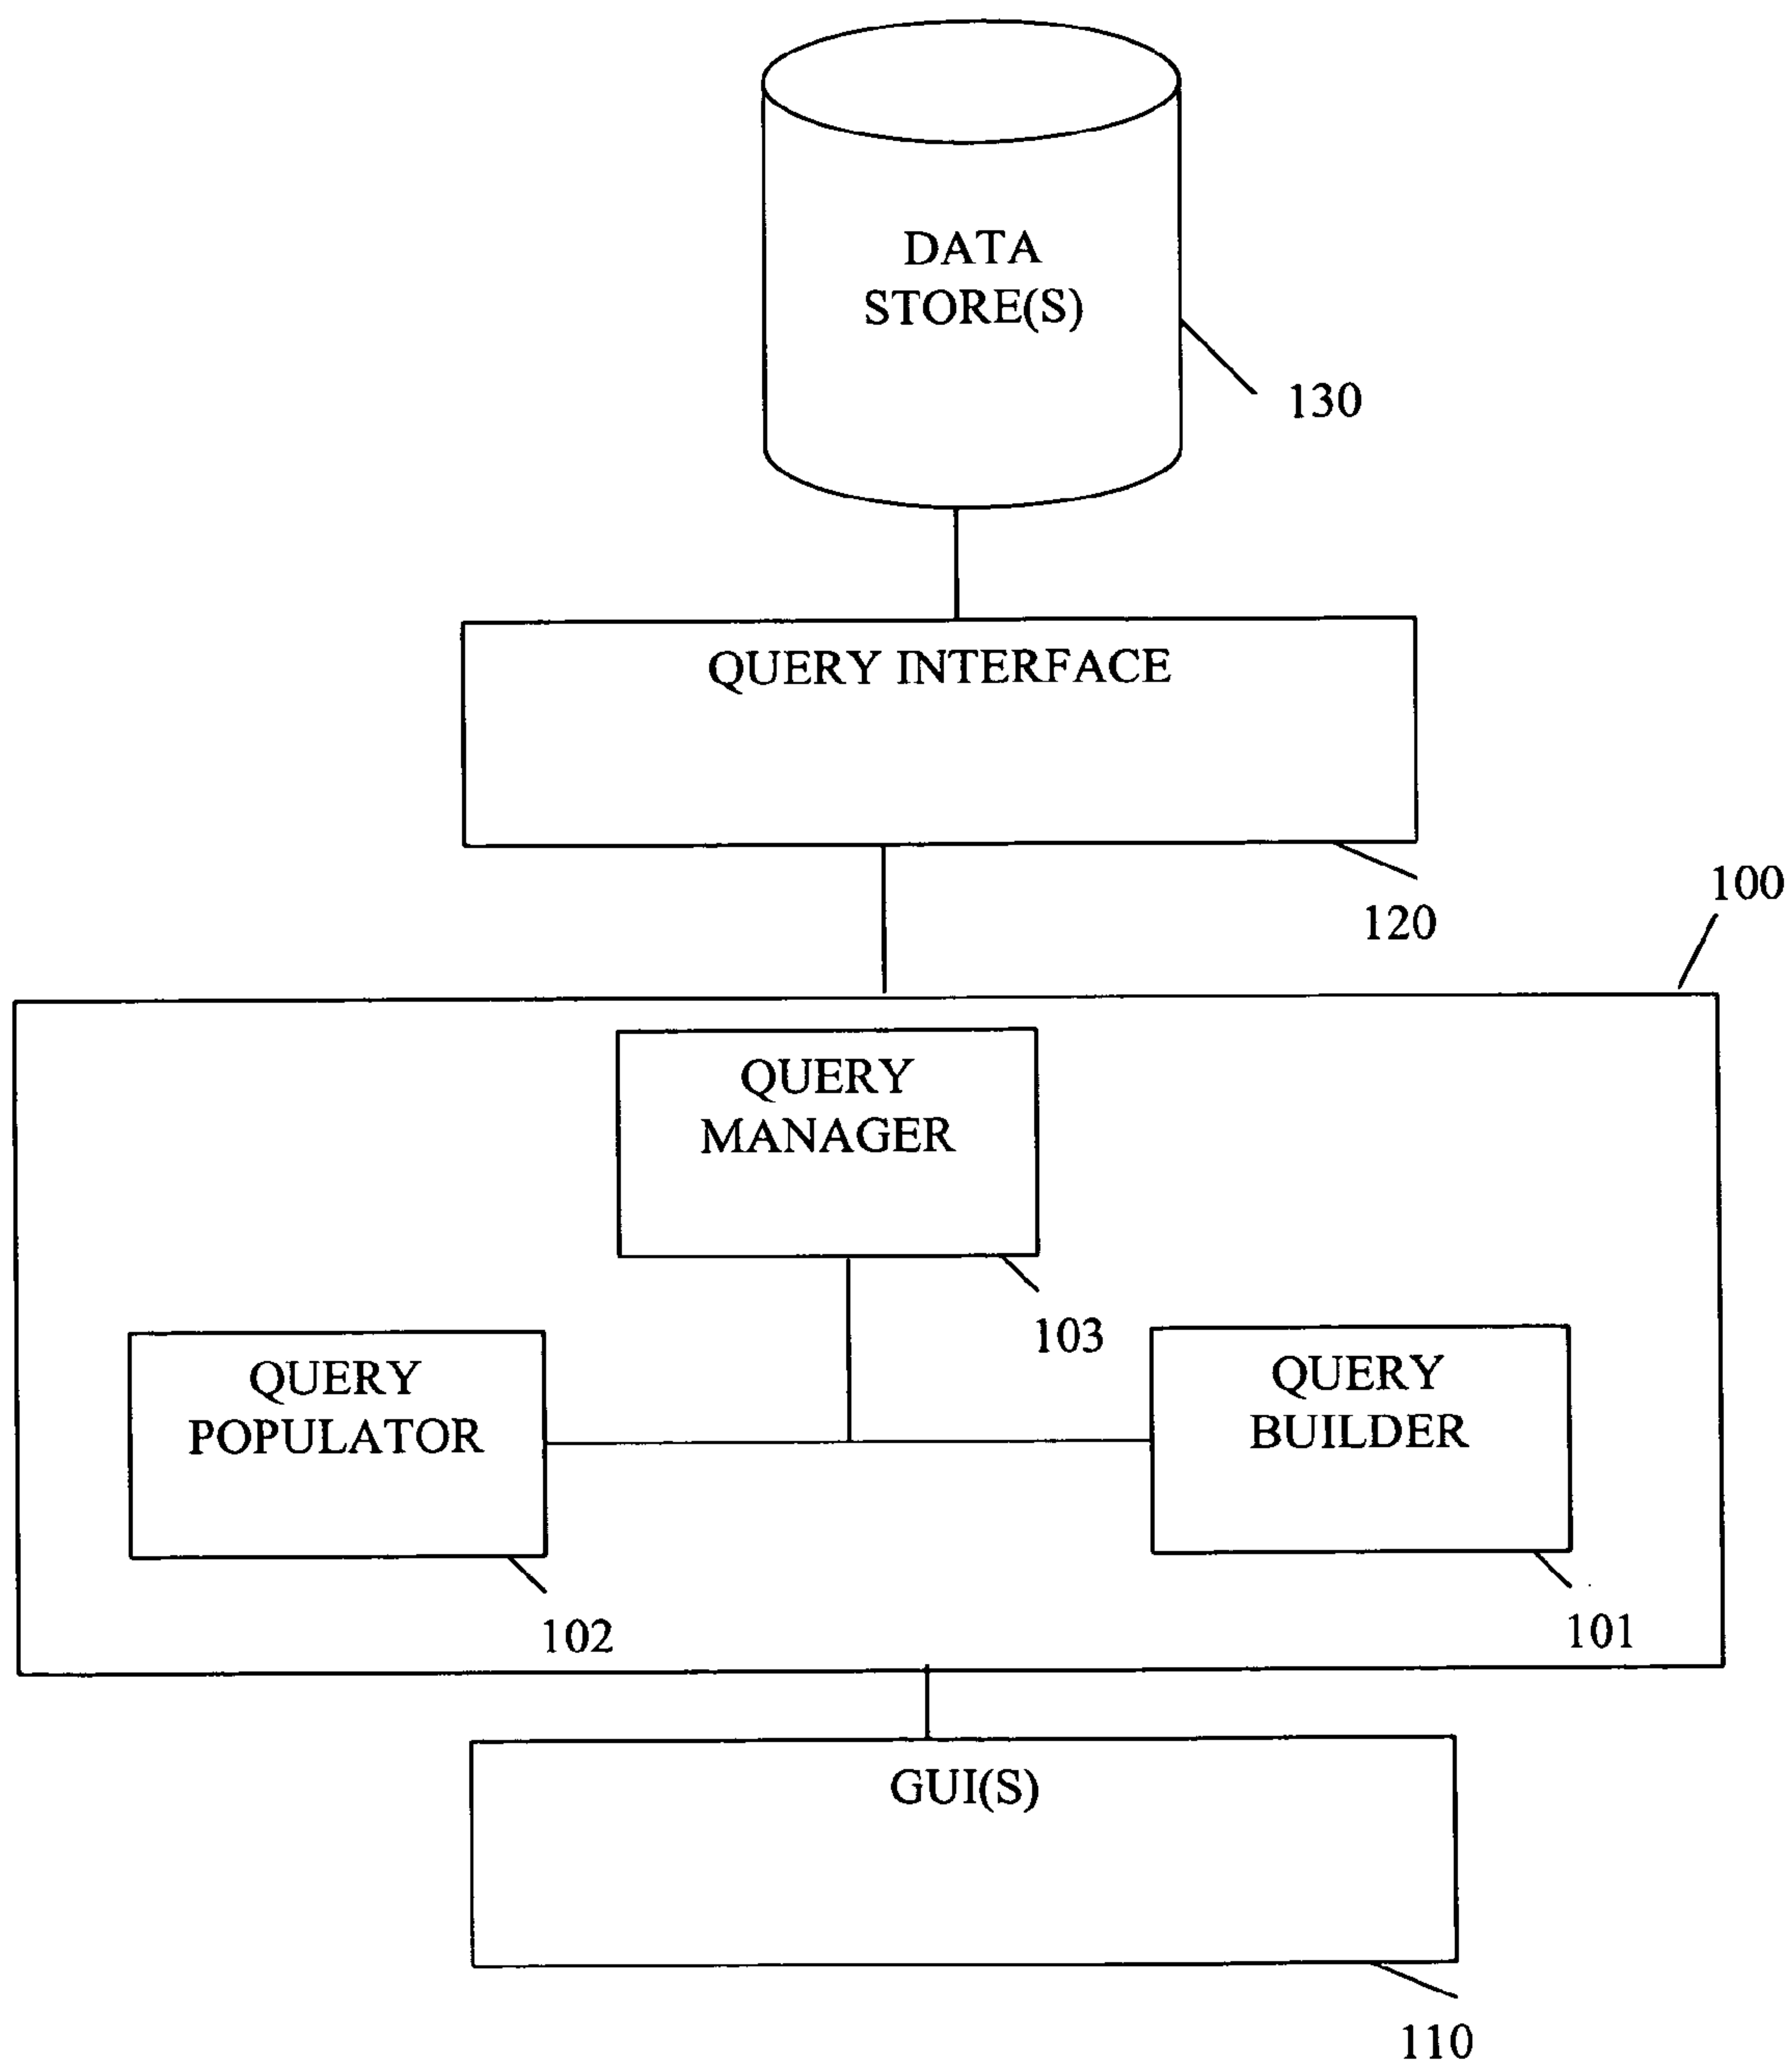 DATA
STORE(S)
130
QUERY INTERFACE
120
100
QUERY
MANAGER
103
QUERY
POPULATOR
102
QUERY
BUILDER
101
GUI(S)
110